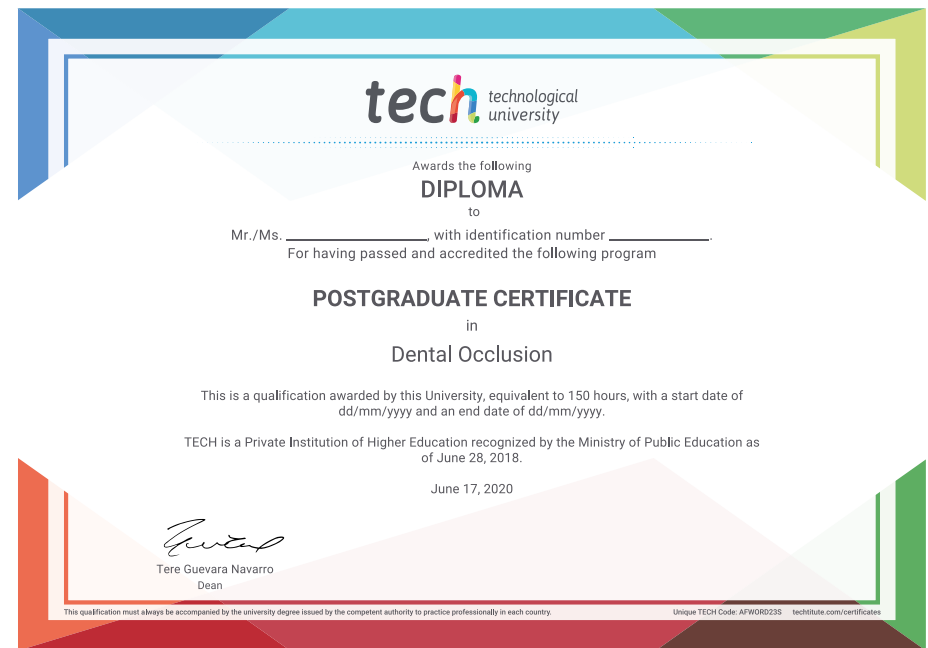 tech technological
university
Awards the following
DIPLOMA
to
Mr./Ms. ____________________, with identification number ______________.
For having passed and accredited the following program
POSTGRADUATE CERTIFICATE
in
Dental Occlusion
This is a qualification awarded by this University, equivalent to 150 hours, with a start date of
dd/mm/yyyy and an end date of dd/mm/yyyy.
TECH is a Private Institution of Higher Education recognized by the Ministry of Public Education as
of June 28, 2018.
June 17, 2020
Tere Guevara Navarro
Dean
This qualification must always be accompanied by the university degree issued by the competent authority to practice professionally in each country.
Unique TECH Code: AFWORD23S techtitute.com/certificates